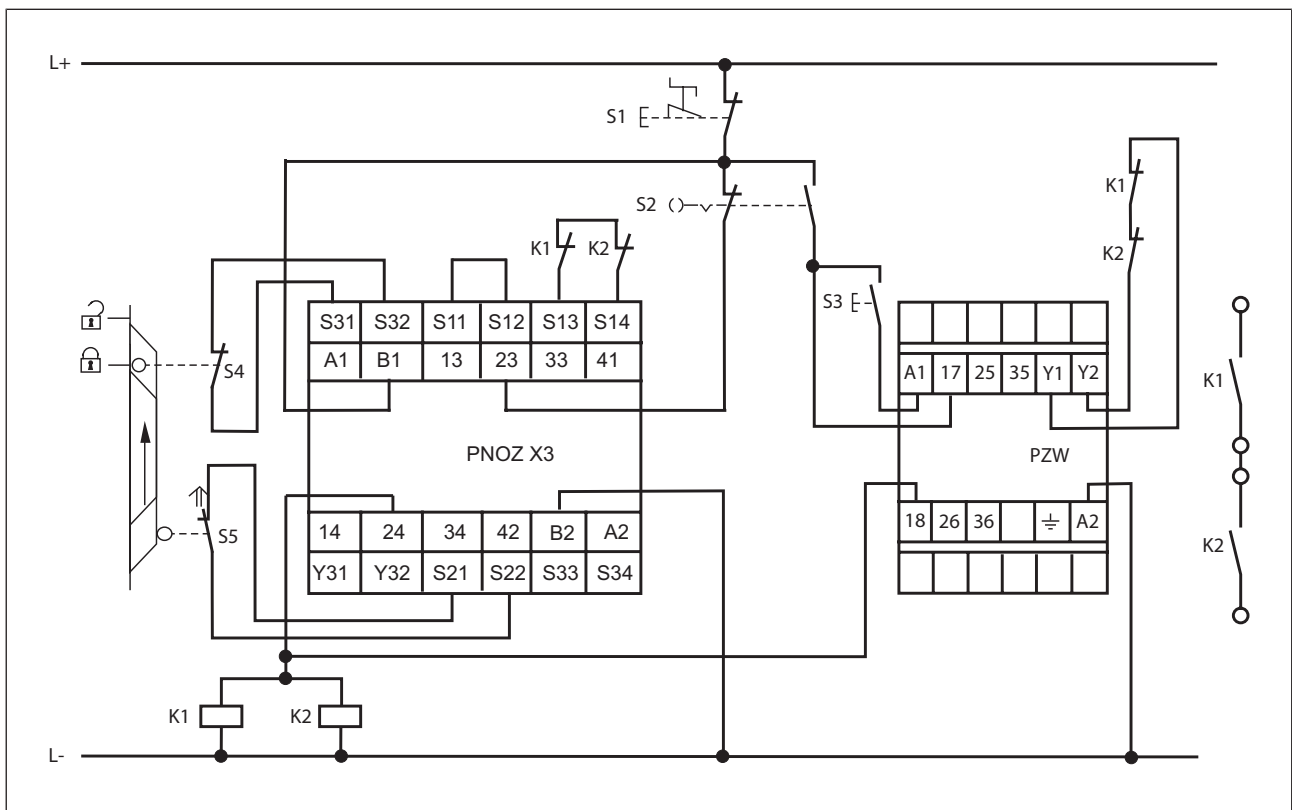 L+
S1
K1
S2
K2
K1 K2
S3
S31 S32 S11 S12 S13 S14
A1 B1 13 23 33 41
S4
A1 17 25 35 Y1 Y2
K1
PNOZ X3
PZW
14 24 34 42 B2 A2
18 26 36 A2
S5
Y31 Y32 S21 S22 S33 S34
K2
K1 K2
L-